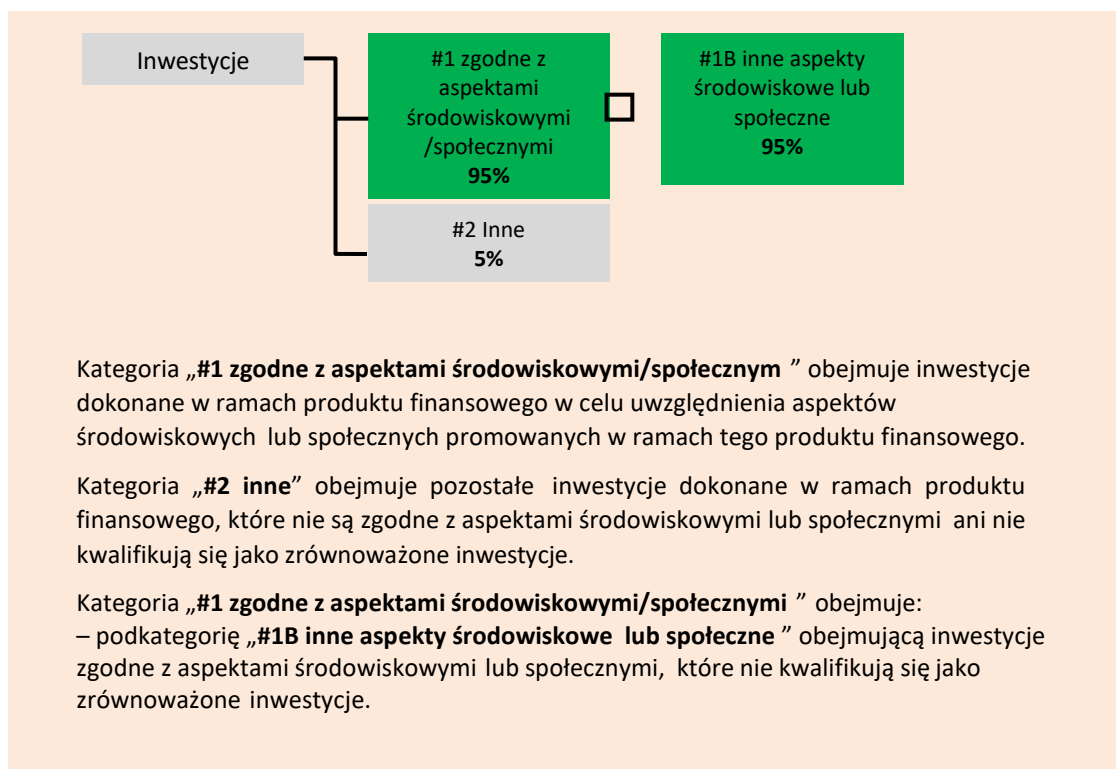 Inwestycje
#1 zgodne z
aspektami
środowiskowymi
/społecznymi
95%
#1B inne aspekty
środowiskowe lub
społeczne
95%
#2 Inne
5%
Kategoria „#1 zgodne z aspektami środowiskowymi/społecznym ” obejmuje inwestycje
dokonane w ramach produktu finansowego w celu uwzględnienia aspektów
środowiskowych lub społecznych promowanych w ramach tego produktu finansowego.
Kategoria „#2 inne” obejmuje pozostałe inwestycje dokonane w ramach produktu
finansowego, które nie są zgodne z aspektami środowiskowymi lub społecznymi ani nie
kwalifikują się jako zrównoważone inwestycje.
Kategoria „#1 zgodne z aspektami środowiskowymi/społecznymi ” obejmuje:
– podkategorię „#1B inne aspekty środowiskowe lub społeczne ” obejmującą inwestycje
zgodne z aspektami środowiskowymi lub społecznymi, które nie kwalifikują się jako
zrównoważone inwestycje.